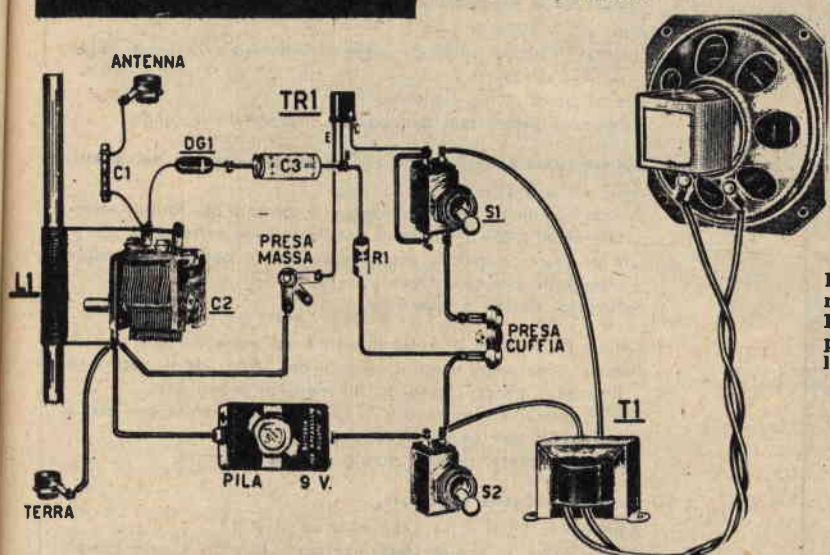 ANTENNA
TR1
DG1
C1
C3
E
C
S1
PRESA
MASSA
R1
L1
C2
PRESA
CUFFIA
T1
PILA 9 V.
S2
TERRA